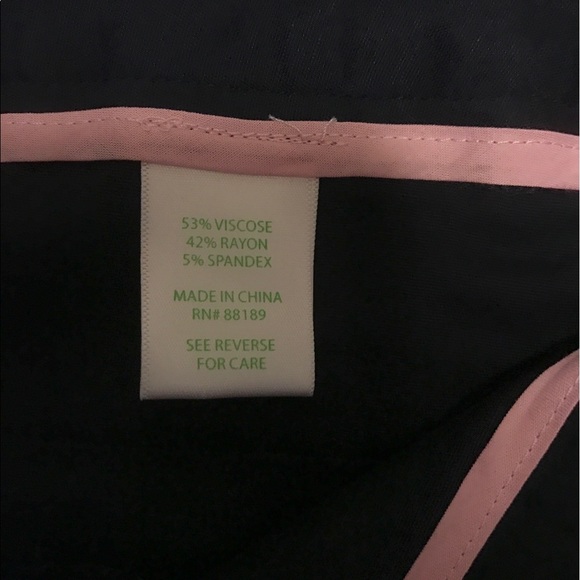 53% VISCOSE
42% RAYON
5% SPANDEX
MADE IN CHINA
RN# 88189
SEE REVERSE
FOR CARE